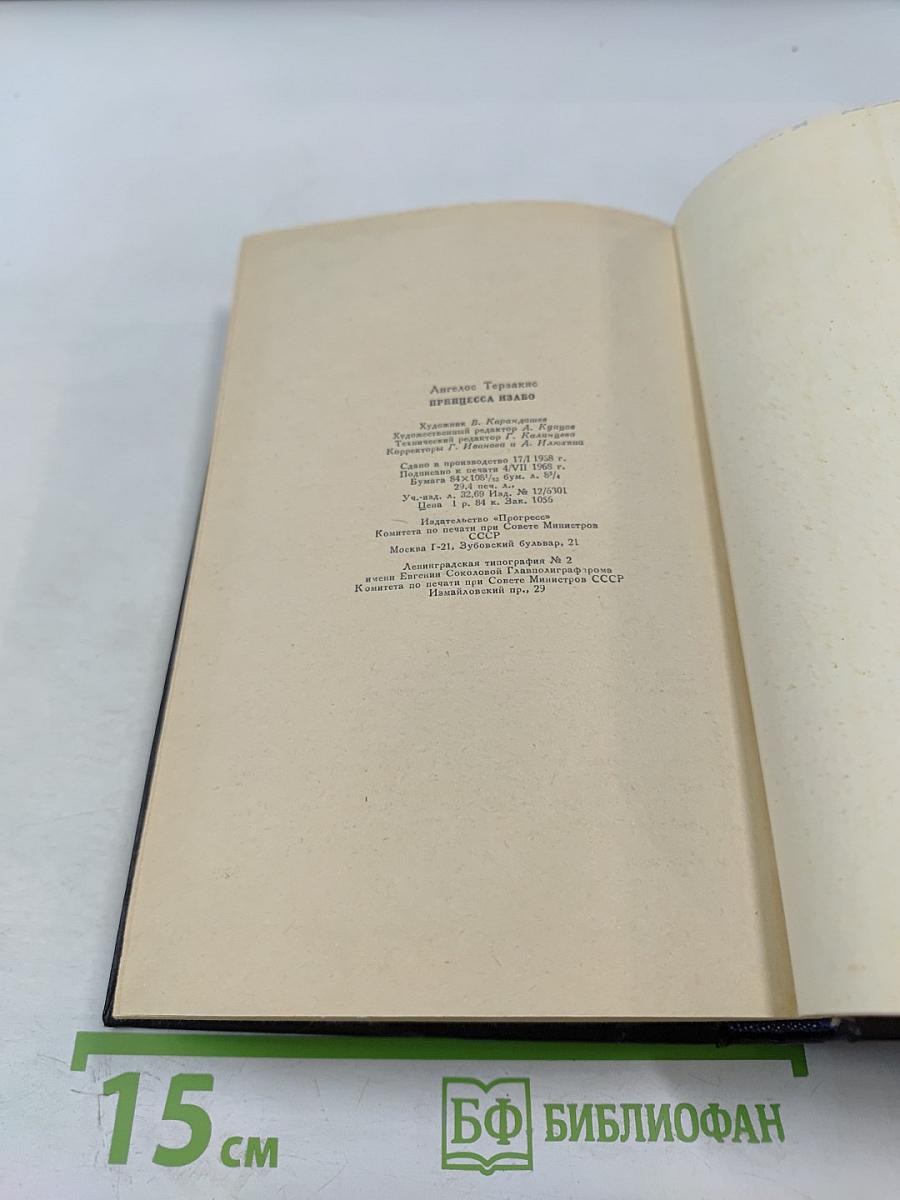 Ангелос Терзакис
ПРИНЦЕССА ИЗАБО
Художник В. Карандашев
Художественный редактор А. Купцов
Технический редактор Г. Калинцева
Корректоры Г. Иванова и А. Илюхина
Сдано в производство 17/I 1958 г.
Подписано к печати 4/VII 1968 г.
Бумага 84×108¹/₃₂ бум. л. 8³/₄
29,4 печ. л.,
Уч.-изд. л. 32,69 Изд. № 12/6301
Цена 1 р. 84 к. Зак. 1056
Издательство «Прогресс»
Комитета по печати при Совете Министров
СССР
Москва Г-21, Зубовский бульвар, 21
Ленинградская типография № 2
имени Евгении Соколовой Главполиграфпрома
Комитета по печати при Совете Министров СССР
Измайловский пр., 29
15 см
БФ БИБЛИОФАН